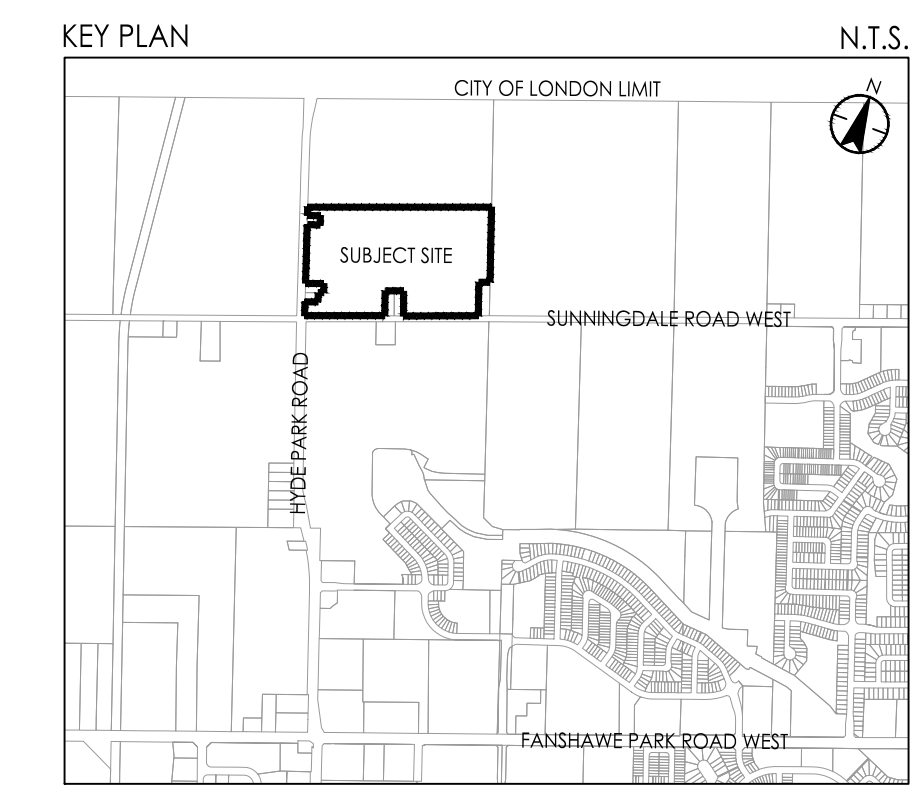 KEY PLAN
N.T.S.
CITY OF LONDON LIMIT
N
SUBJECT SITE
SUNNINGDALE ROAD WEST
HYDE PARK ROAD
FANSHAWE PARK ROAD WEST